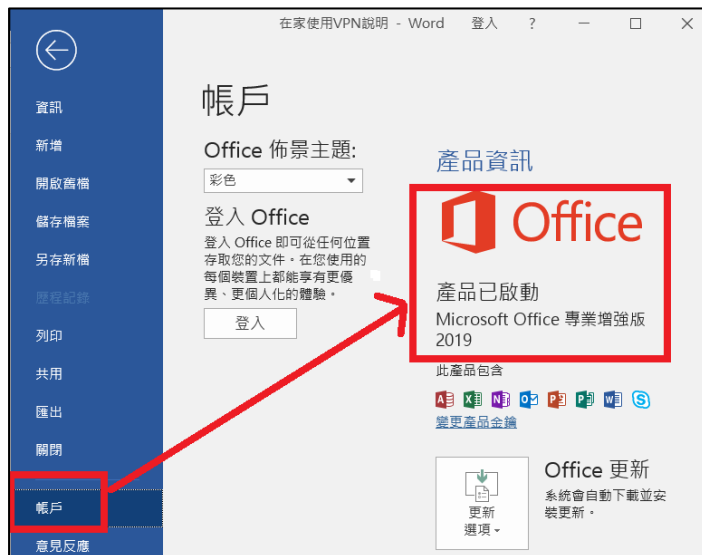 在家使用VPN說明 - Word 登入 ?
資訊
新增
開啟舊檔
儲存檔案
另存新檔
歷程記錄
列印
共用
匯出
關閉
帳戶
意見反應
帳戶
Office 佈景主題:
彩色
登入 Office
登入 Office 即可從任何位置
存取您的文件。在您使用的
每個裝置上都能享有更優
異、更個人化的體驗。
登入
產品資訊
Office
產品已啟動
Microsoft Office 專業增強版
2019
此產品包含
變更產品金鑰
更新
選項
Office 更新
系統會自動下載並安
裝更新。